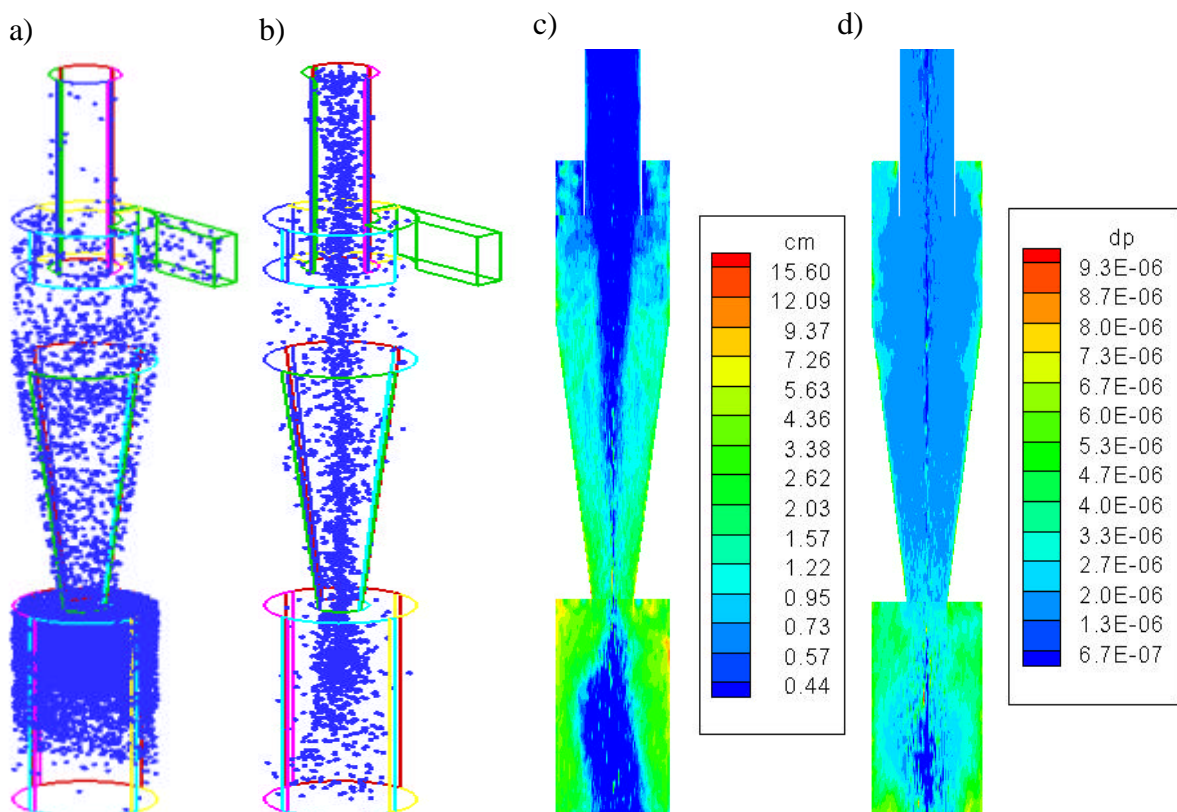 a)
b)
c)
d)
cm
15.60
12.09
9.37
7.26
5.63
4.36
3.38
2.62
2.03
1.57
1.22
0.95
0.73
0.57
0.44
dp
9.3E-06
8.7E-06
8.0E-06
7.3E-06
6.7E-06
6.0E-06
5.3E-06
4.7E-06
4.0E-06
3.3E-06
2.7E-06
2.0E-06
1.3E-06
6.7E-07